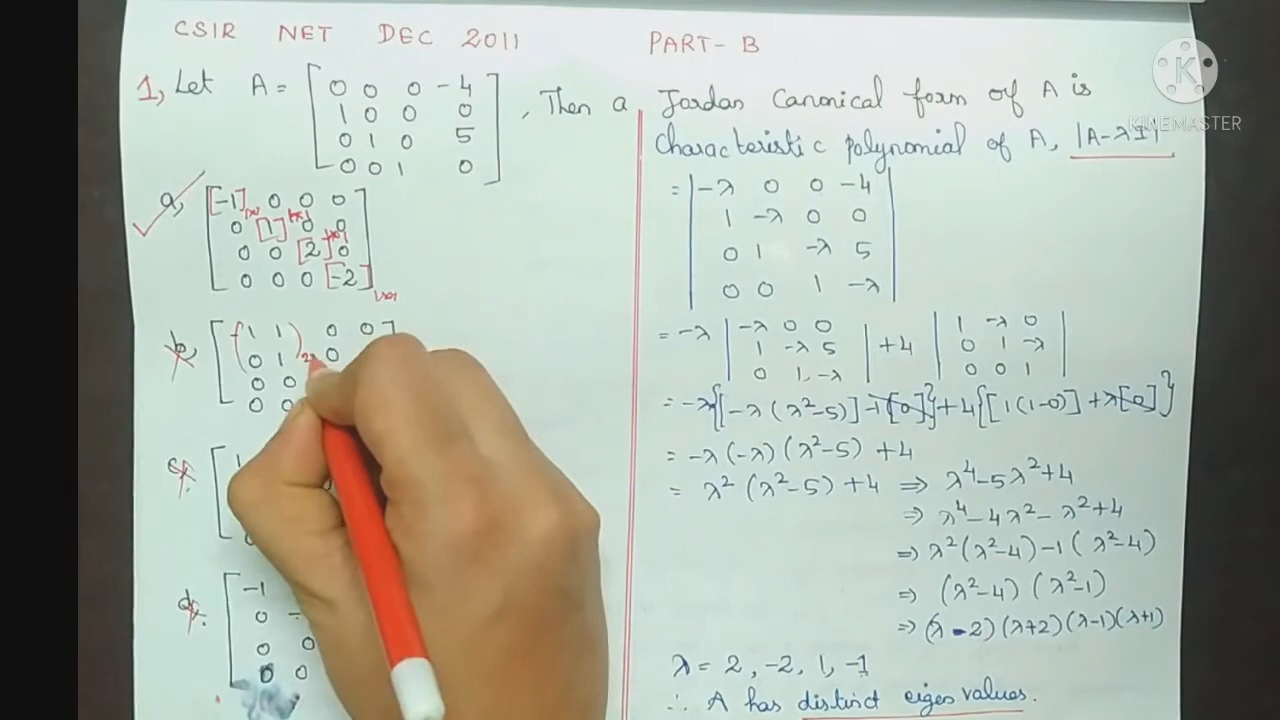 CSIR NET DEC 2011
PART-B
1, Let A = [ 0 0 0 -4
1 0 0 0
0 1 0 5
0 0 1 0 ] , Then a Jordan Canonical form of A is
a, [ [-1] 0 0 0
0 [1] 0 0
0 0 [2] 0
0 0 0 [-2] ]
b, [ 1 1 0 0 ]
0 1 0
0 0
0
c,
d, [ -1
0
0 0
0 0
characteristic polynomial of A, |A-λI|
= | -λ 0 0 -4
1 -λ 0 0
0 1 -λ 5
0 0 1 -λ |
= -λ | -λ 0 0
1 -λ 5
0 1 -λ | +4 | 1 -λ 0
0 1 -λ
0 0 1 |
= -λ{[-λ(λ²-5)]-1[0]}+4{[1(1-0)]+λ[0]}
= -λ(-λ)(λ²-5)+4
= λ²(λ²-5)+4 ⇒ λ⁴-5λ²+4
⇒ λ⁴-4λ²-λ²+4
⇒ λ²(λ²-4)-1(λ²-4)
⇒ (λ²-4)(λ²-1)
⇒ (λ-2)(λ+2)(λ-1)(λ+1)
λ = 2, -2, 1, -1
∴ A has distinct eigen values.
K
KINEMASTER